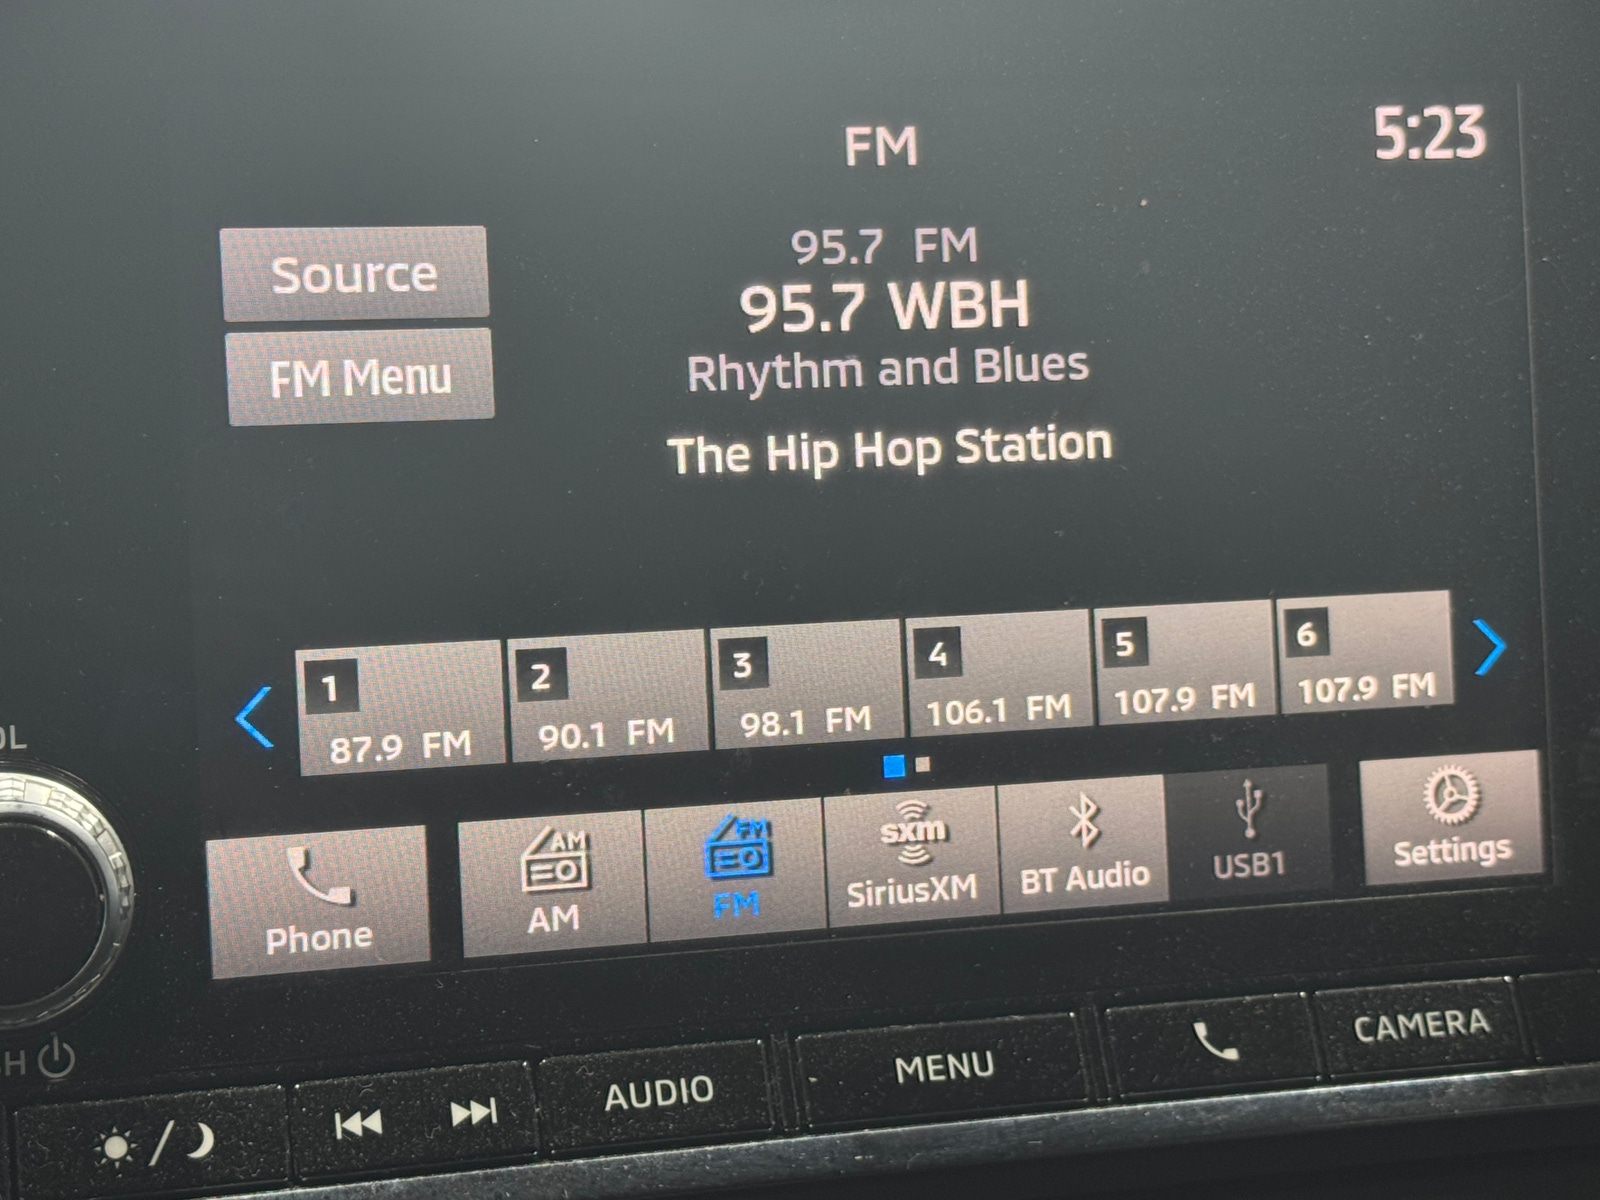 FM
5:23
Source
FM Menu
95.7 FM
95.7 WBH
Rhythm and Blues
The Hip Hop Station
1
87.9 FM
2
90.1 FM
3
98.1 FM
4
106.1 FM
5
107.9 FM
6
107.9 FM
Phone
AM
AM
FM
FM
sxm
SiriusXM
BT Audio
USB1
Settings
OL
SH
AUDIO
MENU
CAMERA